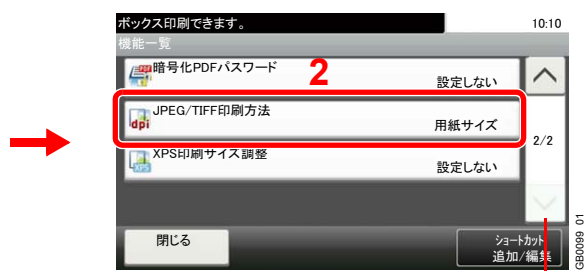 ボックス印刷できます。
10:10
機能一覧
暗号化PDFパスワード
2
設定しない
dpi
JPEG/TIFF印刷方法
用紙サイズ
2/2
XPS印刷サイズ調整
設定しない
閉じる
ショートカット
追加/編集
GB0099_01